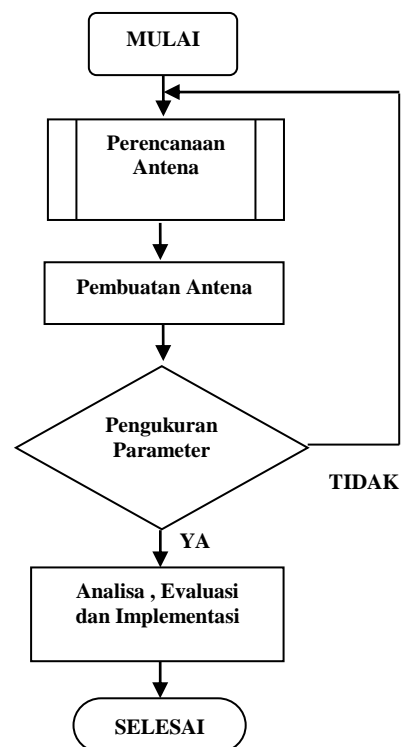 MULAI
Perencanaan
Antena
Pembuatan Antena
Pengukuran
Parameter
TIDAK
YA
Analisa , Evaluasi
dan Implementasi
SELESAI